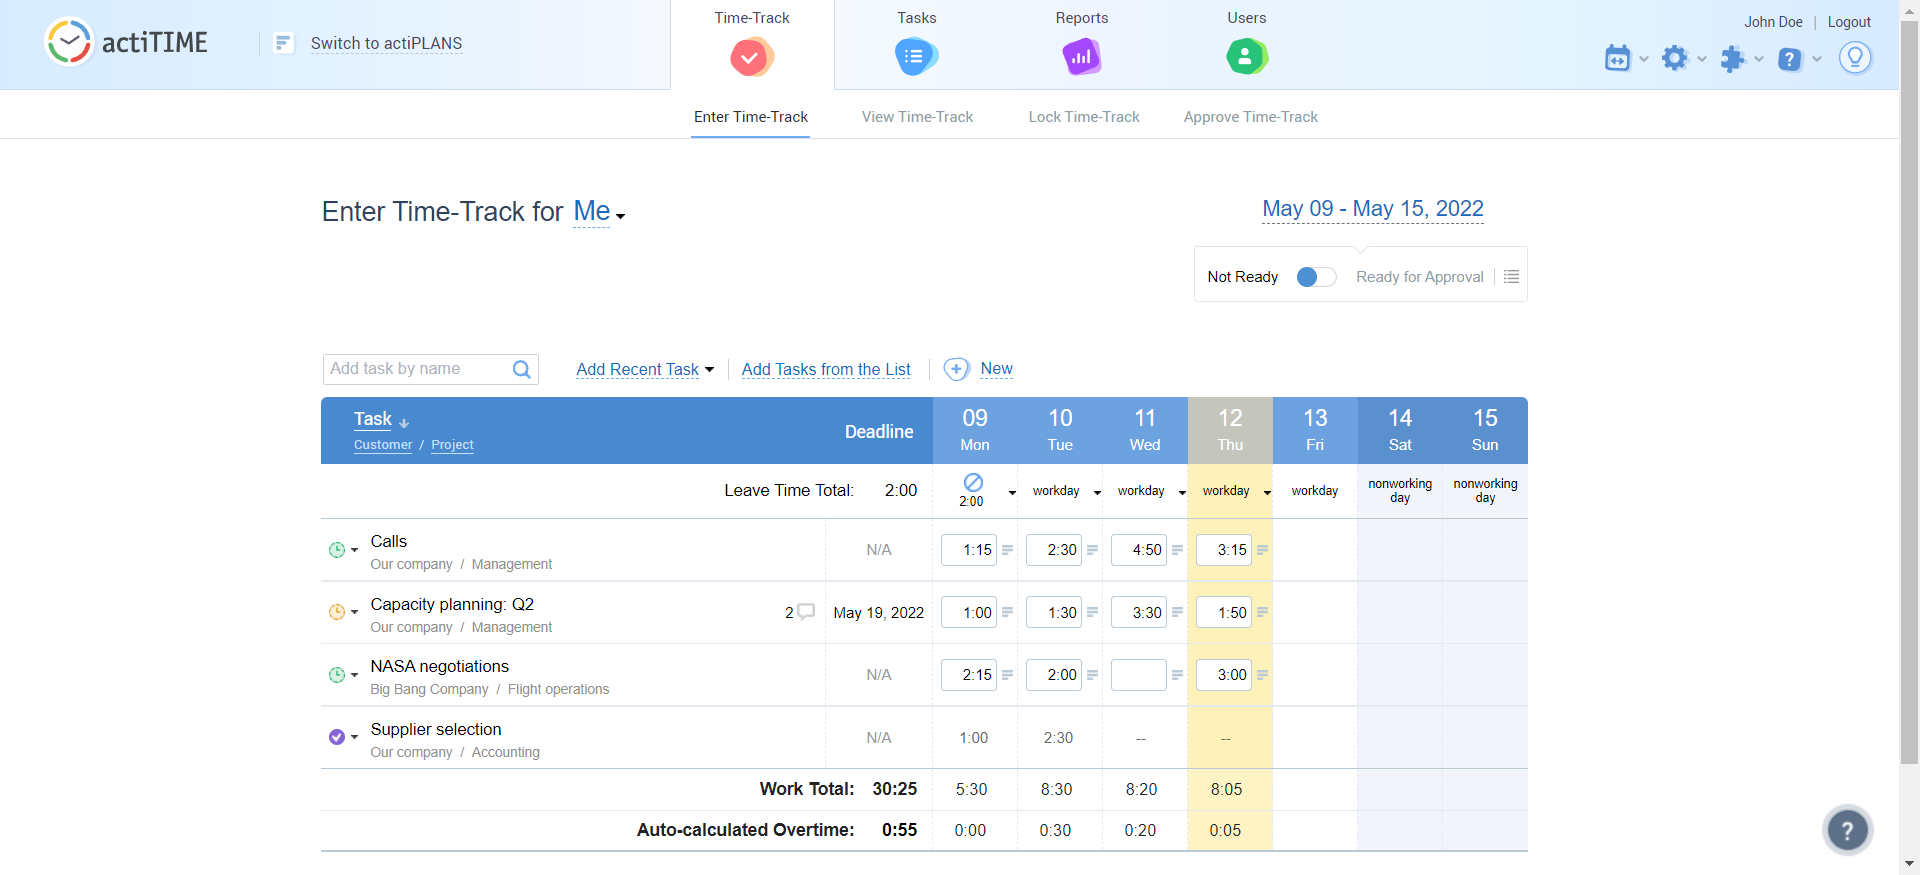 actiTIME
Switch to actiPLANS
Time-Track
Tasks
Reports
Users
John Doe | Logout
Enter Time-Track
View Time-Track
Lock Time-Track
Approve Time-Track
Enter Time-Track for Me
May 09 - May 15, 2022
Not Ready
Ready for Approval
Add task by name
Add Recent Task
Add Tasks from the List
New
Task
Customer / Project
Deadline
09 Mon
10 Tue
11 Wed
12 Thu
13 Fri
14 Sat
15 Sun
Leave Time Total: 2:00
2:00
workday
workday
workday
workday
nonworking
day
nonworking
day
Calls
Our company / Management
N/A 1:15 2:30 4:50 3:15
Capacity planning: Q2
Our company / Management
2 May 19, 2022 1:00 1:30 3:30 1:50
NASA negotiations
Big Bang Company / Flight operations
N/A 2:15 2:00 3:00
Supplier selection
Our company / Accounting
N/A 1:00 2:30 -- --
Work Total: 30:25 5:30 8:30 8:20 8:05
Auto-calculated Overtime: 0:55 0:00 0:30 0:20 0:05
?